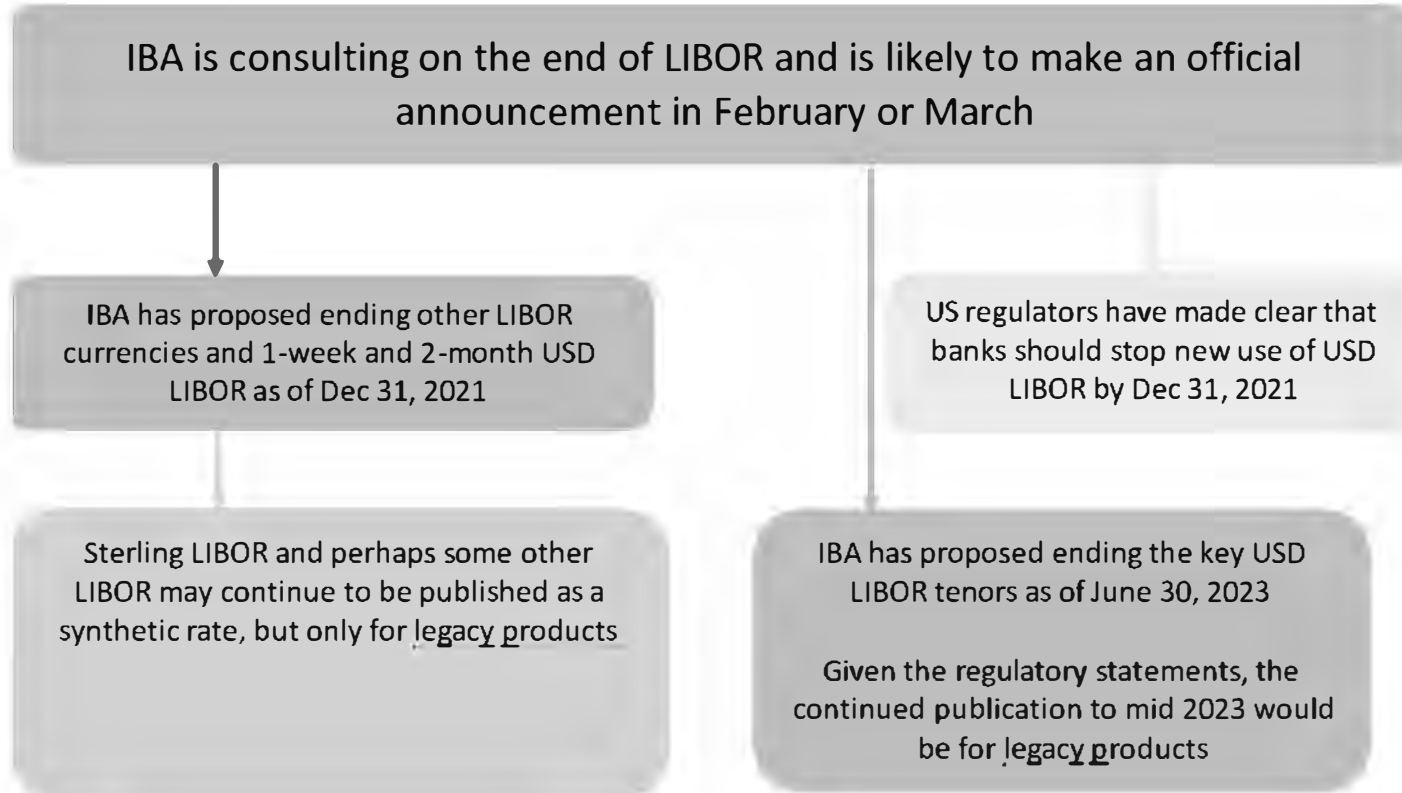 IBA is consulting on the end of LIBOR and is likely to make an official
announcement in February or March
IBA has proposed ending other LIBOR
currencies and 1-week and 2-month USD
LIBOR as of Dec 31, 2021
US regulators have made clear that
banks should stop new use of USD
LIBOR by Dec 31, 2021
Sterling LIBOR and perhaps some other
LIBOR may continue to be published as a
synthetic rate, but only for legacy products
IBA has proposed ending the key USD
LIBOR tenors as of June 30, 2023
Given the regulatory statements, the
continued publication to mid 2023 would
be for legacy products